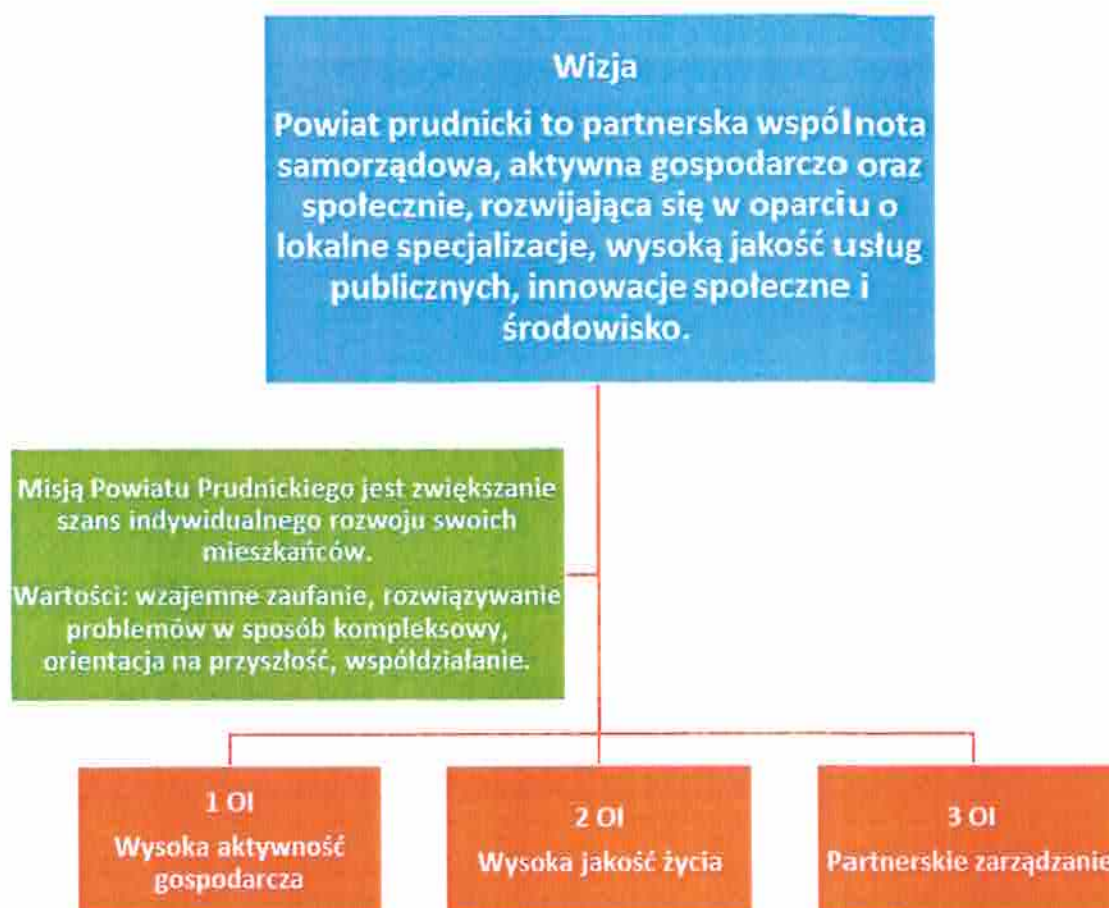 Wizja
Powiat prudnicki to partnerska wspólnota
samorządowa, aktywna gospodarczo oraz
społecznie, rozwijająca się w oparciu o
lokalne specjalizacje, wysoką jakość usług
publicznych, innowacje społeczne i
środowisko.
Misją Powiatu Prudnickiego jest zwiększanie
szans indywidualnego rozwoju swoich
mieszkańców.
Wartości: wzajemne zaufanie, rozwiązywanie
problemów w sposób kompleksowy,
orientacja na przyszłość, współdziałanie.
1 OI
Wysoka aktywność
gospodarcza
2 OI
Wysoka jakość życia
3 OI
Partnerskie zarządzanie